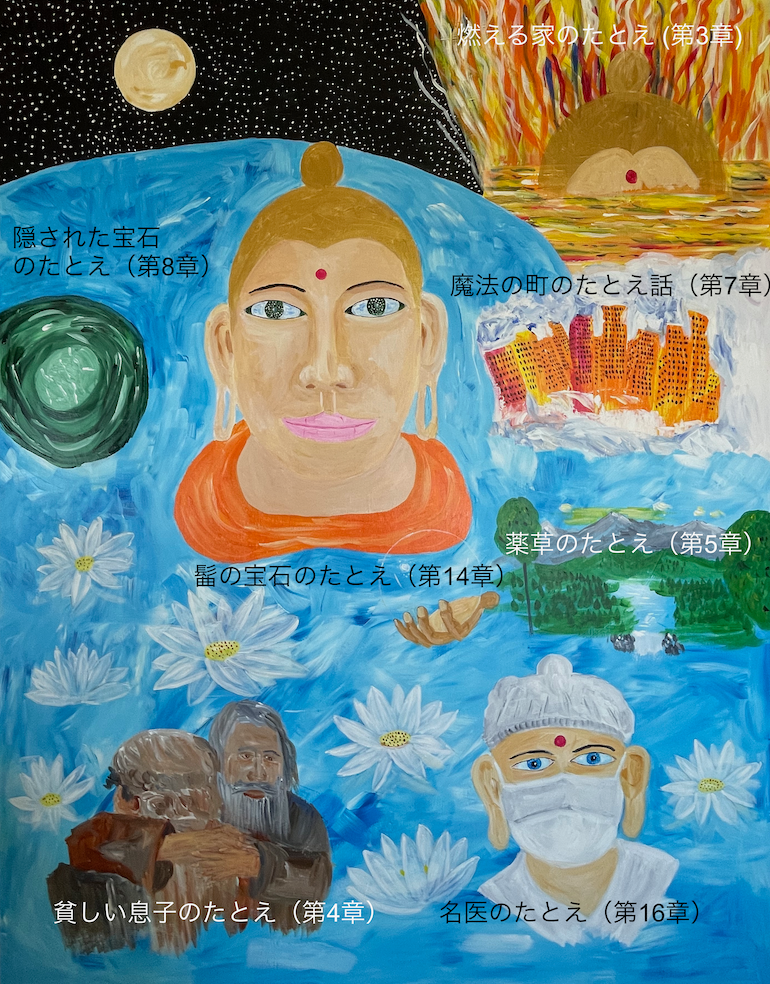 燃える家のたとえ (第3章)
隠された宝石
のたとえ（第8章）
魔法の町のたとえ話（第7章）
薬草のたとえ（第5章）
髷の宝石のたとえ（第14章）
貧しい息子のたとえ（第4章）
名医のたとえ（第16章）